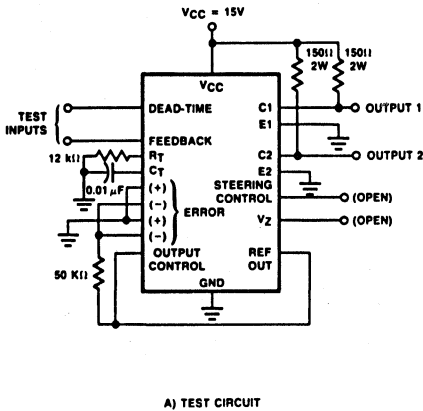 VCC = 15V
150Ω 150Ω
2W 2W
VCC
TEST
INPUTS
DEAD-TIME
C1
OUTPUT 1
E1
FEEDBACK
12 kΩ
RT
C2
OUTPUT 2
CT
E2
0.01 μF
(+)
STEERING
CONTROL
(OPEN)
(-)
ERROR
(+)
VZ
(OPEN)
(-)
50 KΩ
OUTPUT
CONTROL
REF
OUT
GND
A) TEST CIRCUIT